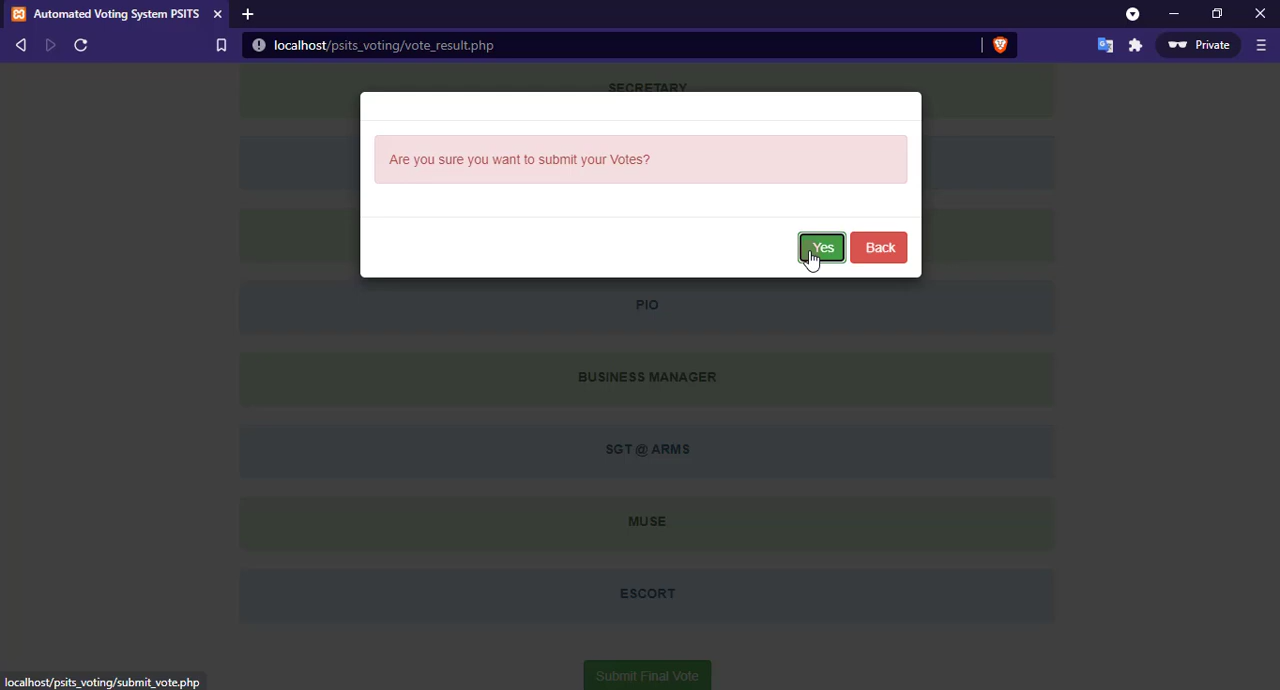 Automated Voting System PSITS
localhost/psits_voting/vote_result.php
Private
SECRETARY
Are you sure you want to submit your Votes?
Yes
Back
PIO
BUSINESS MANAGER
SGT @ ARMS
MUSE
ESCORT
Submit Final Vote
localhost/psits_voting/submit_vote.php